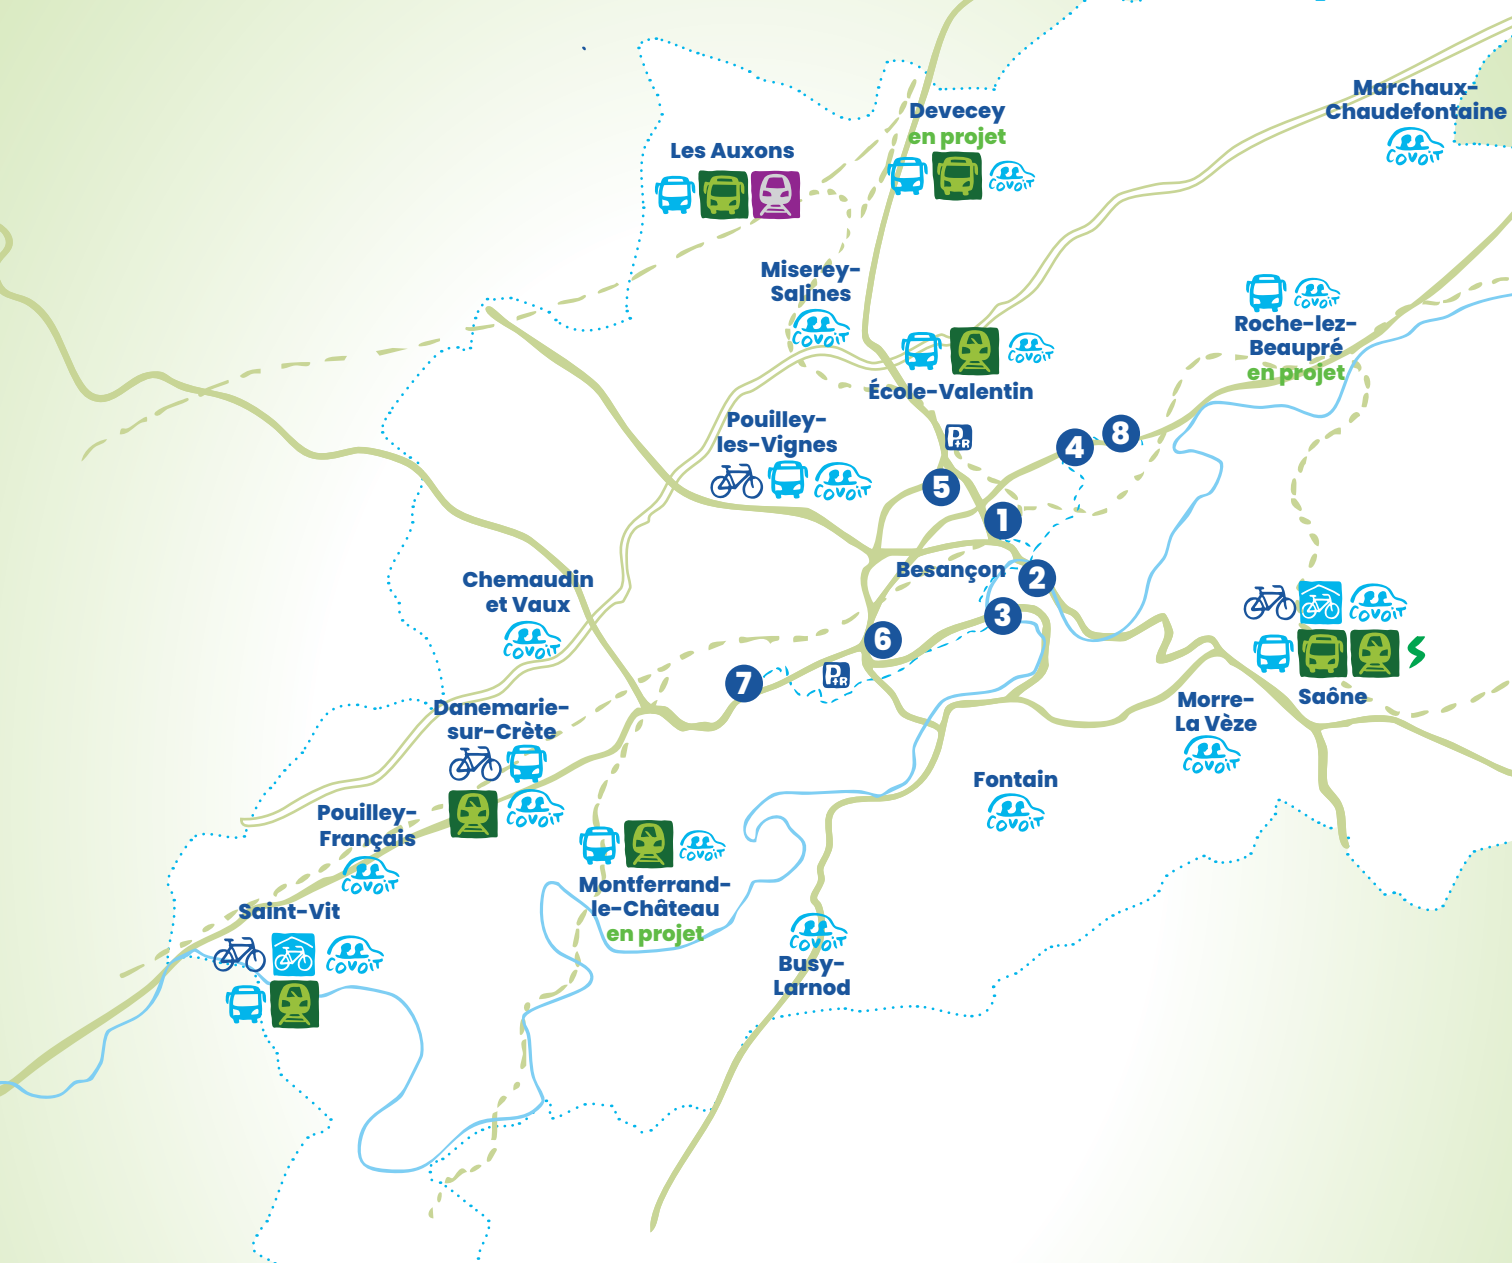 Marchaux-
Chaudefontaine
Covoit
Devecey
en projet
Covoit
Les Auxons
Miserey-
Salines
Covoit
Covoit
Roche-lez-
Beaupré
en projet
Covoit
École-Valentin
Pouilley-
les-Vignes
Covoit
P+R
4
8
5
1
Besançon
2
3
6
7
P+R
Chemaudin
et Vaux
Covoit
Covoit
Saône
Morre-
La Vèze
Covoit
Danemarie-
sur-Crète
Covoit
Fontain
Covoit
Pouilley-
Français
Covoit
Covoit
Montferrand-
le-Château
en projet
Saint-Vit
Covoit
Covoit
Busy-
Larnod